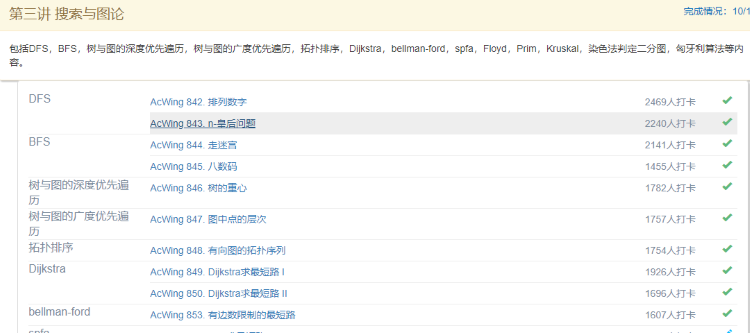 第三讲 搜索与图论
完成情况：10/1
包括DFS，BFS，树与图的深度优先遍历，树与图的广度优先遍历，拓扑排序，Dijkstra，bellman-ford，spfa，Floyd，Prim，Kruskal，染色法判定二分图，匈牙利算法等内
容。
DFS
AcWing 842. 排列数字
2469人打卡
AcWing 843. n-皇后问题
2240人打卡
BFS
AcWing 844. 走迷宫
2141人打卡
AcWing 845. 八数码
1455人打卡
树与图的深度优先遍
历
AcWing 846. 树的重心
1782人打卡
树与图的广度优先遍
历
AcWing 847. 图中点的层次
1757人打卡
拓扑排序
AcWing 848. 有向图的拓扑序列
1754人打卡
Dijkstra
AcWing 849. Dijkstra求最短路 I
1926人打卡
AcWing 850. Dijkstra求最短路 II
1696人打卡
bellman-ford
AcWing 853. 有边数限制的最短路
1607人打卡
spfa